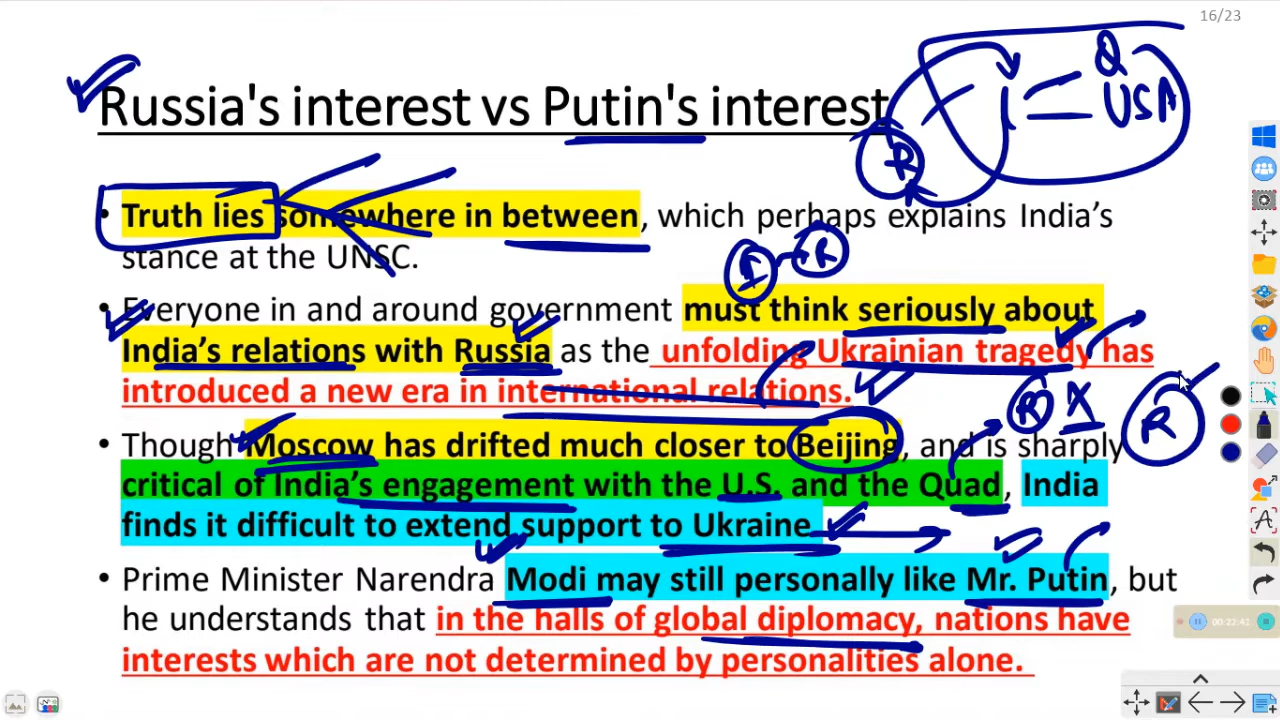 16/23
Q
I = USA
R
Russia's interest vs Putin's interest
• Truth lies somewhere in between, which perhaps explains India’s
stance at the UNSC.
I → R
• Everyone in and around government must think seriously about
India’s relations with Russia as the unfolding Ukrainian tragedy has
introduced a new era in international relations.
R X
R
• Though Moscow has drifted much closer to Beijing, and is sharply
critical of India’s engagement with the U.S. and the Quad, India
finds it difficult to extend support to Ukraine
• Prime Minister Narendra Modi may still personally like Mr. Putin, but
he understands that in the halls of global diplomacy, nations have
interests which are not determined by personalities alone.
00:22:41